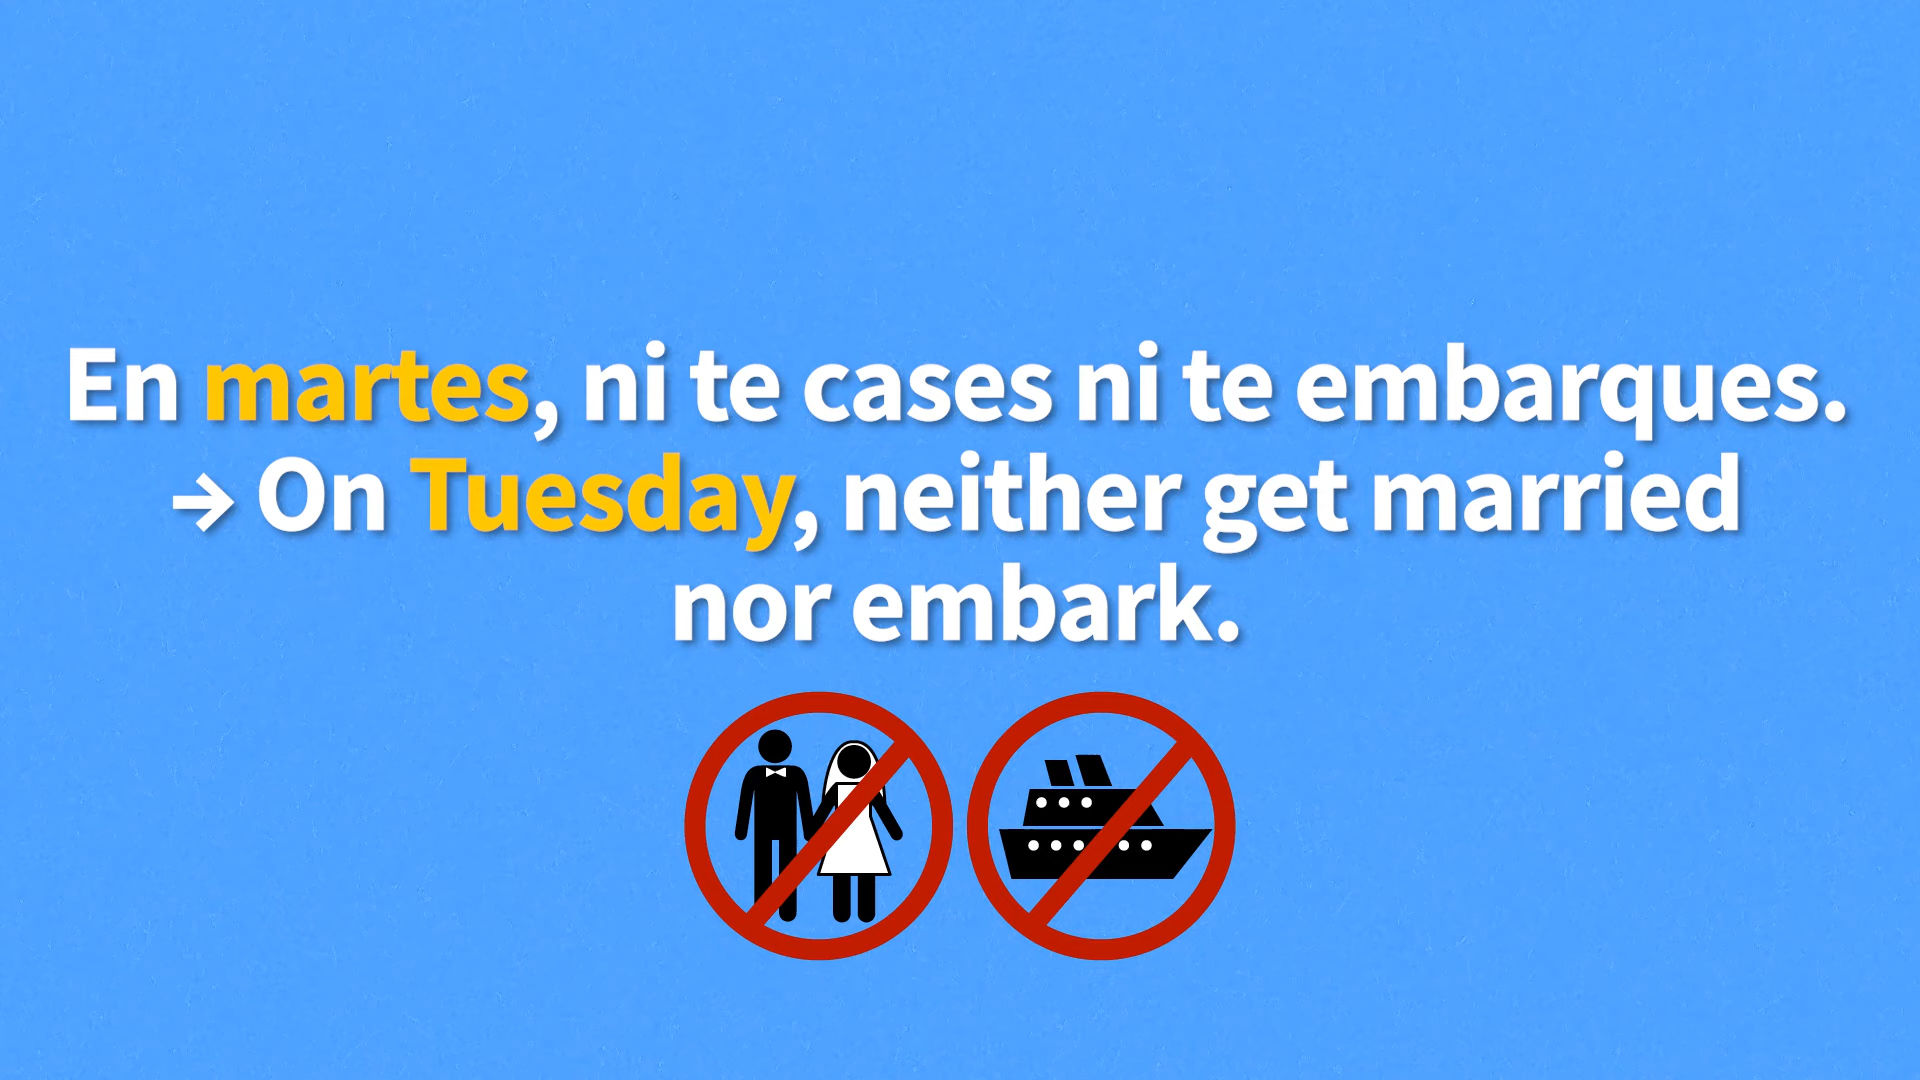 En martes, ni te cases ni te embarques.
→ On Tuesday, neither get married
nor embark.